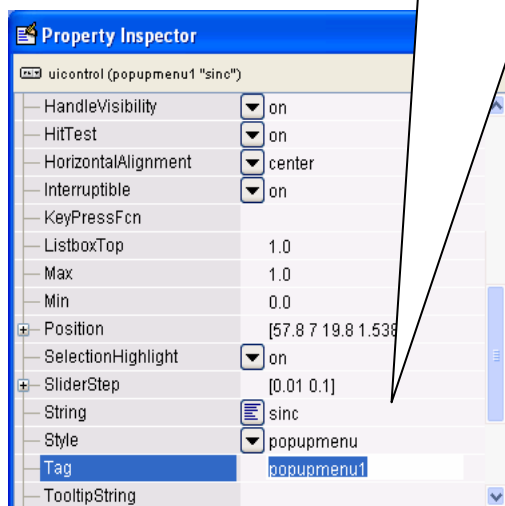 Property Inspector
uicontrol (popupmenu1 "sinc")
HandleVisibility on
HitTest on
HorizontalAlignment center
Interruptible on
KeyPressFcn
ListboxTop 1.0
Max 1.0
Min 0.0
Position [57.8 7 19.8 1.538
SelectionHighlight on
SliderStep [0.01 0.1]
String sinc
Style popupmenu
Tag popupmenu1
TooltipString